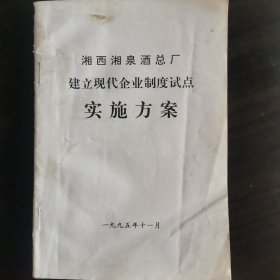 湘西湘泉酒总厂
建立现代企业制度试点
实施方案
一九九五年十一月